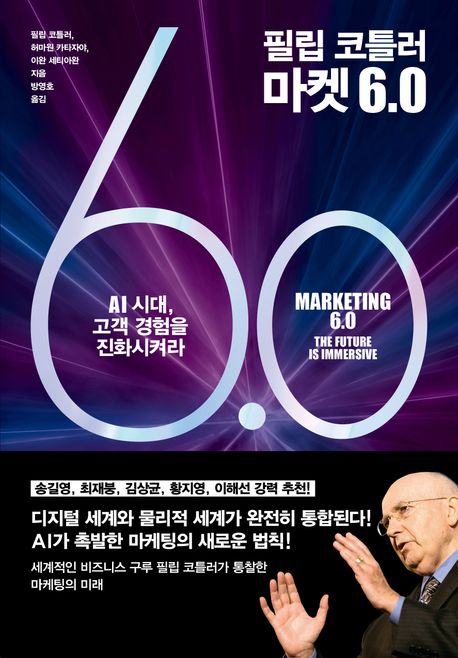 필립 코틀러,
허마원 카타자야,
이완 세티아완
지음
방영호
옮김
필립 코틀러
마켓 6.0
6.0
AI 시대,
고객 경험을
진화시켜라
MARKETING
6.0
THE FUTURE
IS IMMERSIVE
송길영, 최재붕, 김상균, 황지영, 이해선 강력 추천!
디지털 세계와 물리적 세계가 완전히 통합된다!
AI가 촉발한 마케팅의 새로운 법칙!
세계적인 비즈니스 구루 필립 코틀러가 통찰한
마케팅의 미래